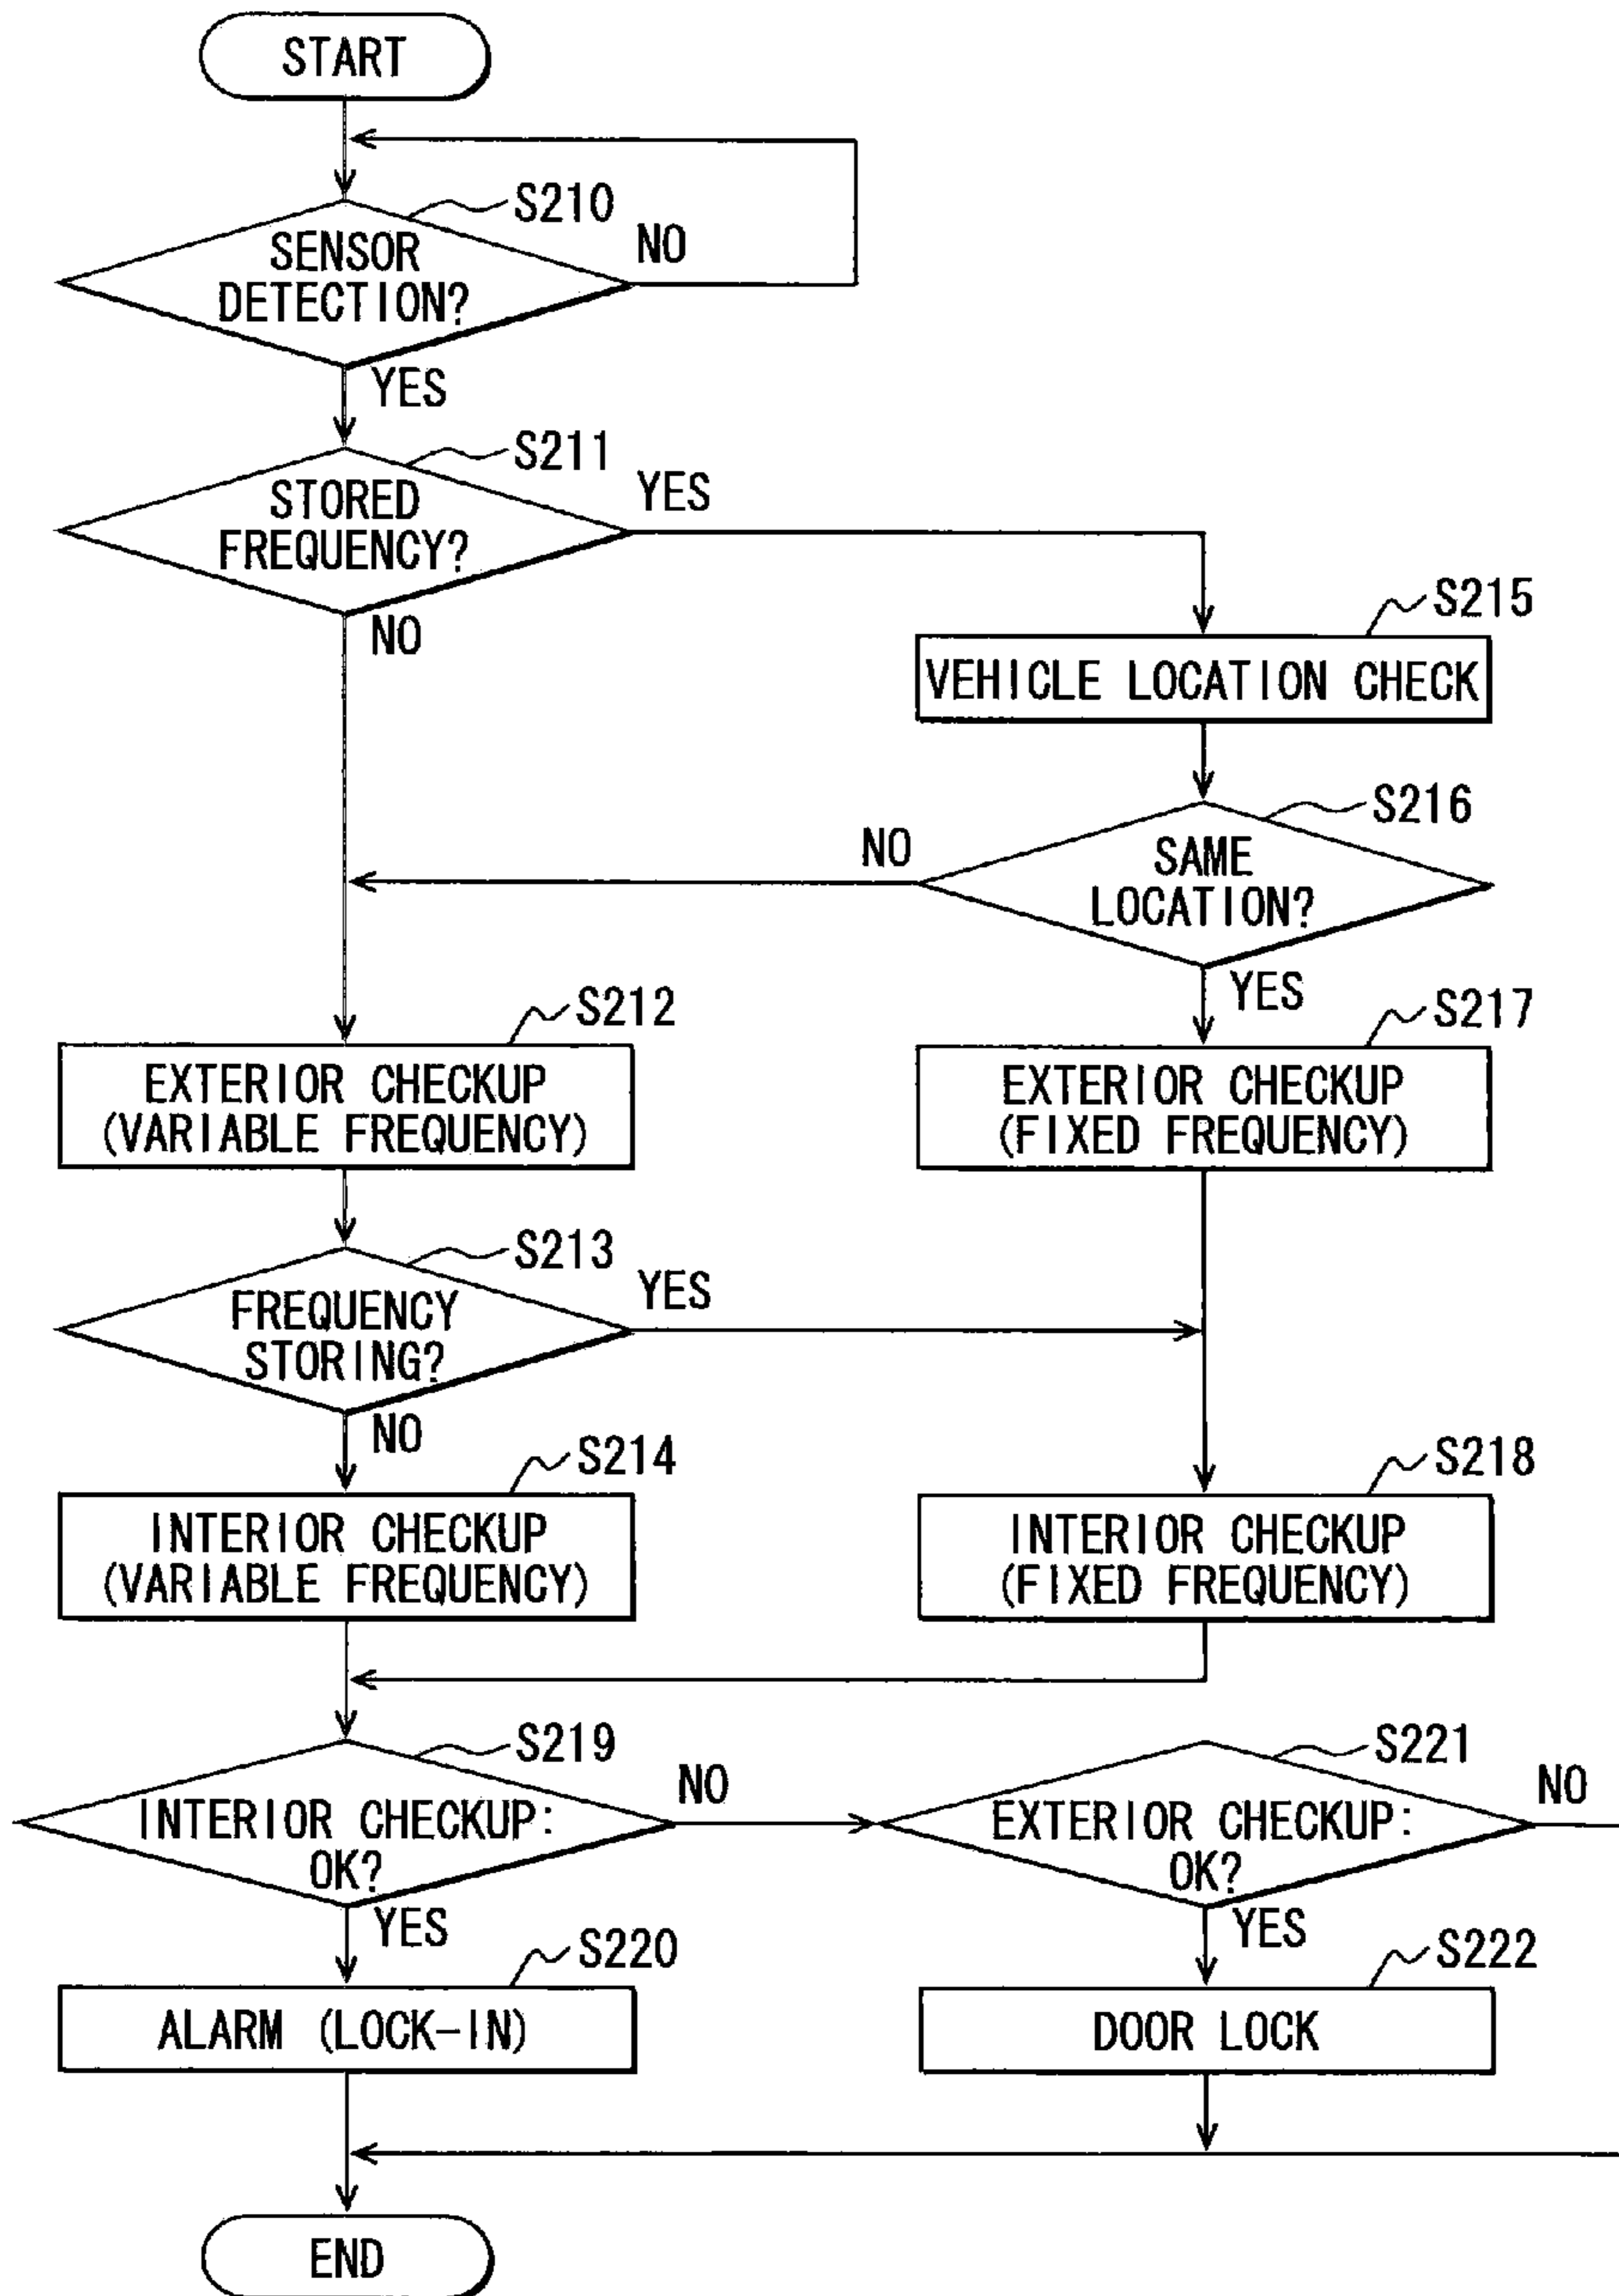 START
S210
SENSOR
DETECTION?
NO
YES
S211
STORED
FREQUENCY?
YES
NO
S215
VEHICLE LOCATION CHECK
S216
SAME
LOCATION?
NO
YES
S212
EXTERIOR CHECKUP
(VARIABLE FREQUENCY)
S217
EXTERIOR CHECKUP
(FIXED FREQUENCY)
S213
FREQUENCY
STORING?
YES
NO
S214
INTERIOR CHECKUP
(VARIABLE FREQUENCY)
S218
INTERIOR CHECKUP
(FIXED FREQUENCY)
S219
INTERIOR CHECKUP:
OK?
NO
YES
S221
EXTERIOR CHECKUP:
OK?
NO
YES
S220
ALARM (LOCK-IN)
S222
DOOR LOCK
END